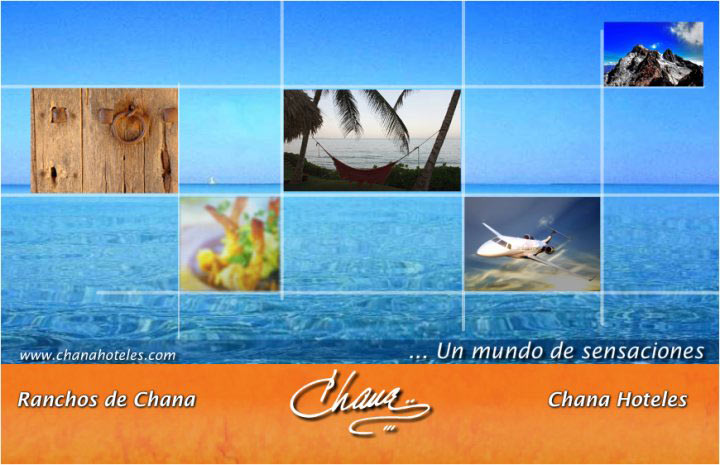 www.chanahoteles.com
... Un mundo de sensaciones
Ranchos de Chana
Chana
Chana Hoteles